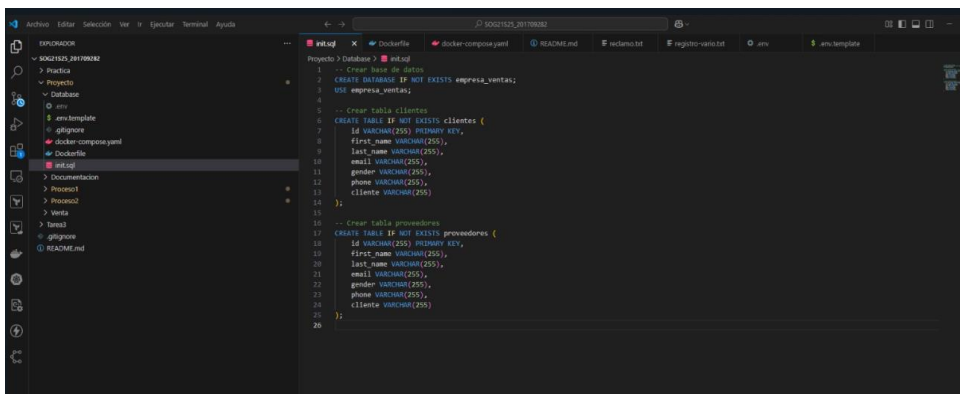 Archivo Editar Selección Ver Ir Ejecutar Terminal Ayuda
SOG21S25_201709282
EXPLORADOR
SOG21S25_201709282
Practica
Proyecto
Database
.env
.env.template
.gitignore
docker-compose.yaml
Dockerfile
init.sql
Documentacion
Proceso1
Proceso2
Venta
Tarea3
.gitignore
README.md
init.sql Dockerfile docker-compose.yaml README.md reclamo.txt registro-vario.txt .env .env.template
Proyecto > Database > init.sql
1 -- Crear base de datos
2 CREATE DATABASE IF NOT EXISTS empresa_ventas;
3 USE empresa_ventas;
4
5 -- Crear tabla clientes
6 CREATE TABLE IF NOT EXISTS clientes (
7 id VARCHAR(255) PRIMARY KEY,
8 first_name VARCHAR(255),
9 last_name VARCHAR(255),
10 email VARCHAR(255),
11 gender VARCHAR(255),
12 phone VARCHAR(255),
13 cliente VARCHAR(255)
14 );
15
16 -- Crear tabla proveedores
17 CREATE TABLE IF NOT EXISTS proveedores (
18 id VARCHAR(255) PRIMARY KEY,
19 first_name VARCHAR(255),
20 last_name VARCHAR(255),
21 email VARCHAR(255),
22 gender VARCHAR(255),
23 phone VARCHAR(255),
24 cliente VARCHAR(255)
25 );
26